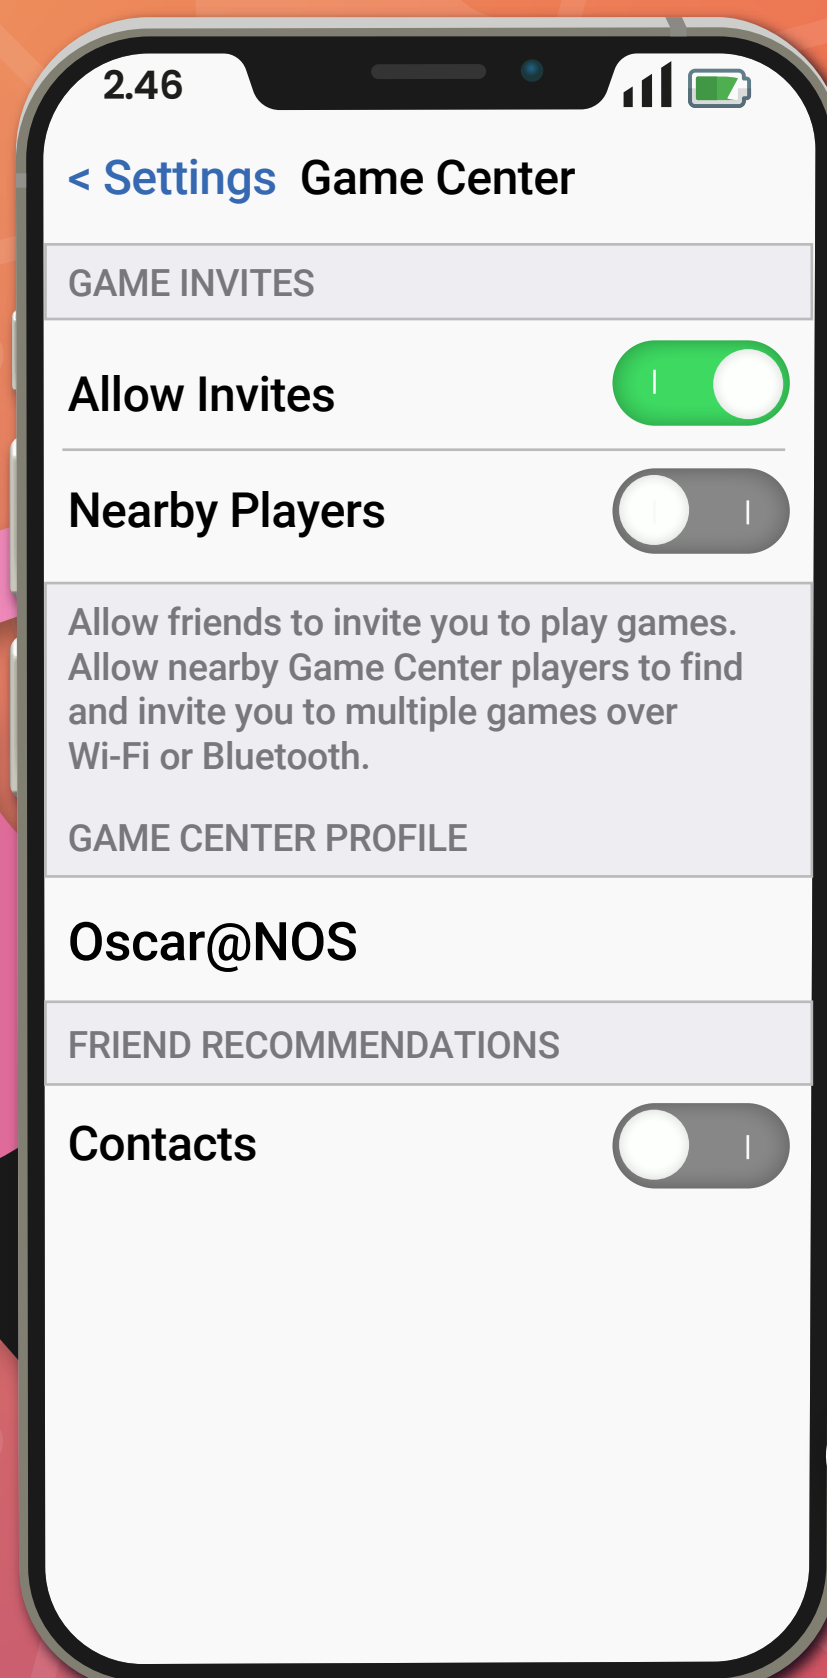 2.46
< Settings Game Center
GAME INVITES
Allow Invites
Nearby Players
Allow friends to invite you to play games.
Allow nearby Game Center players to find
and invite you to multiple games over
Wi-Fi or Bluetooth.
GAME CENTER PROFILE
Oscar@NOS
FRIEND RECOMMENDATIONS
Contacts